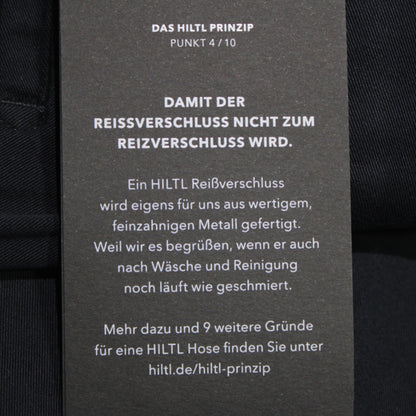 DAS HILTL PRINZIP
PUNKT 4 / 10
DAMIT DER
REISSVERSCHLUSS NICHT ZUM
REIZVERSCHLUSS WIRD.
Ein HILTL Reißverschluss
wird eigens für uns aus wertigem,
feinzahnigen Metall gefertigt.
Weil wir es begrüßen, wenn er auch
nach Wäsche und Reinigung
noch läuft wie geschmiert.
Mehr dazu und 9 weitere Gründe
für eine HILTL Hose finden Sie unter
hiltl.de/hiltl-prinzip